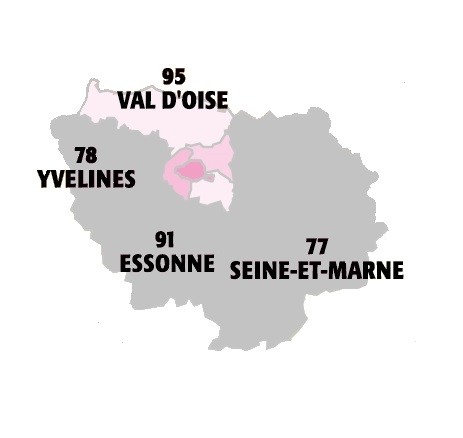 95
VAL D'OISE
78
YVELINES
91
ESSONNE
77
SEINE-ET-MARNE